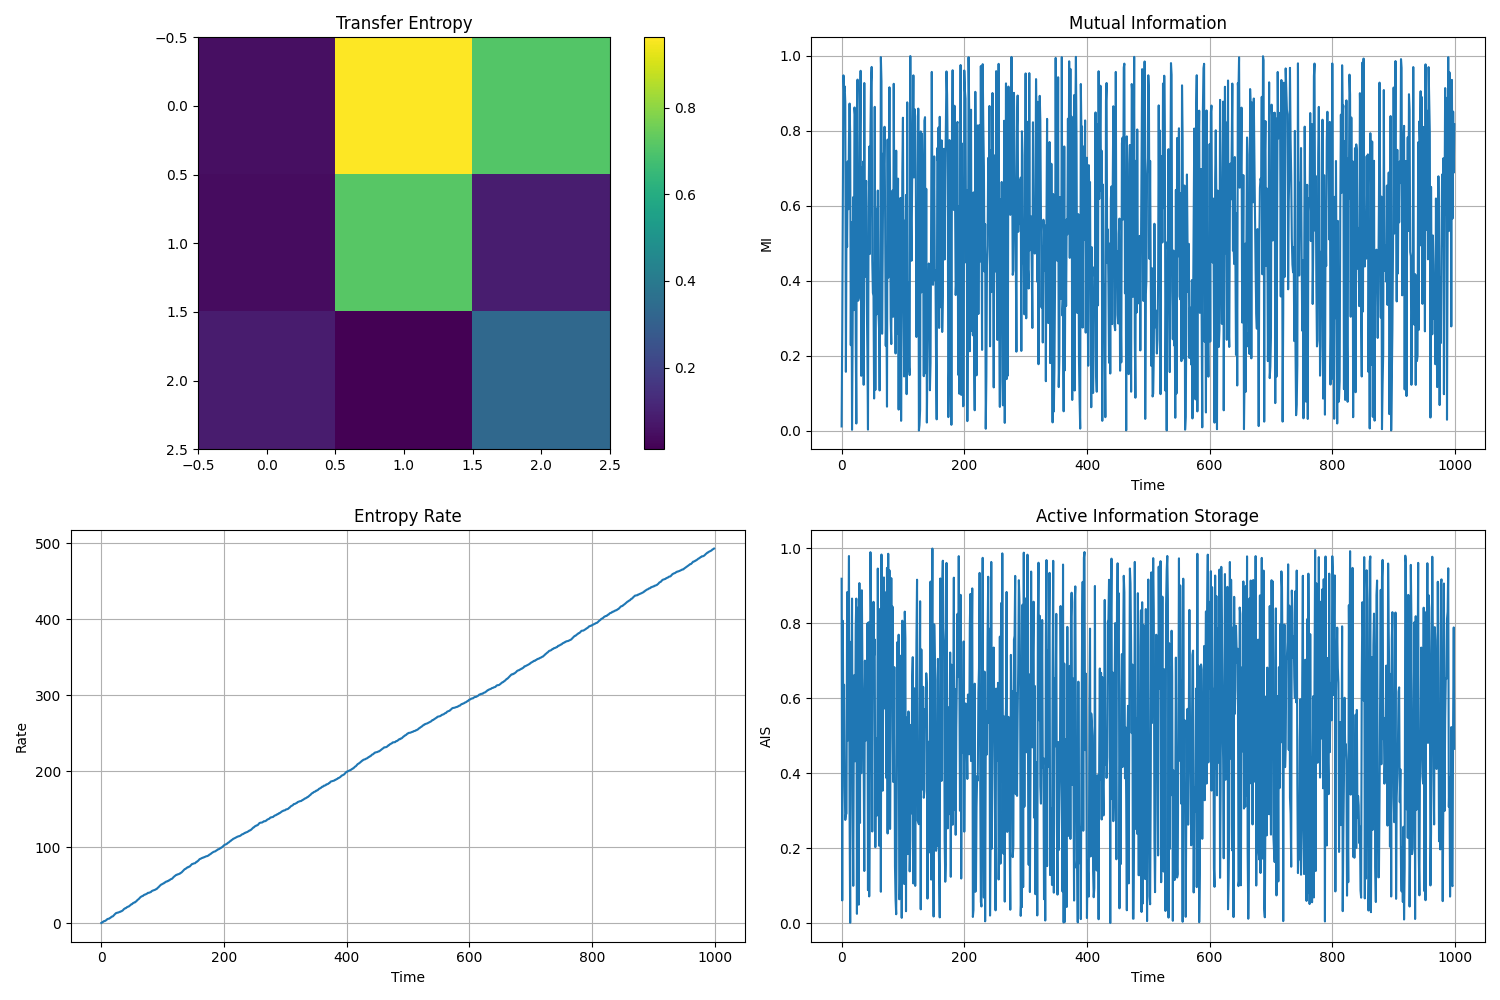 Transfer Entropy
−0.5
0.0
0.5
1.0
1.5
2.0
2.5
−0.5 0.0 0.5 1.0 1.5 2.0 2.5
0.8
0.6
0.4
0.2
Mutual Information
1.0
0.8
0.6
0.4
0.2
0.0
MI
0 200 400 600 800 1000
Time
Entropy Rate
500
400
300
200
100
0
Rate
0 200 400 600 800 1000
Time
Active Information Storage
1.0
0.8
0.6
0.4
0.2
0.0
AIS
0 200 400 600 800 1000
Time